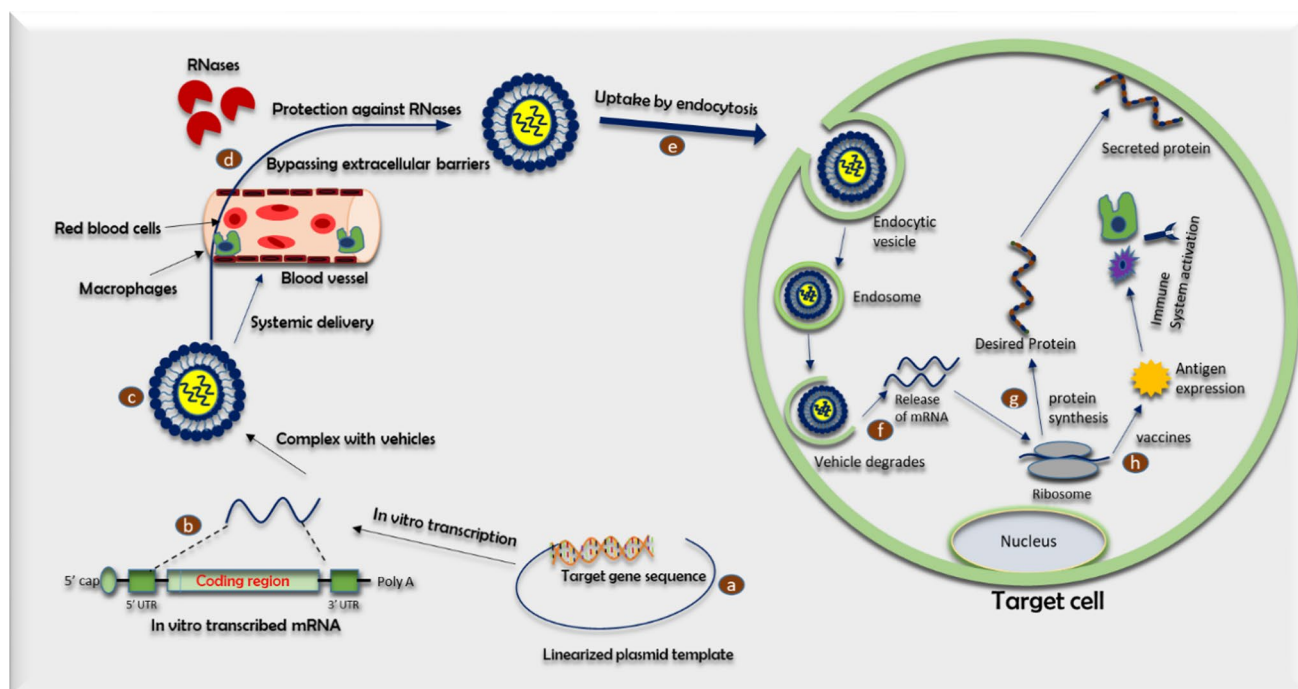 RNases
Protection against RNases
d
Bypassing extracellular barriers
Red blood cells
Macrophages
Blood vessel
Systemic delivery
c
Complex with vehicles
b
In vitro transcription
5' cap
Coding region
Poly A
5' UTR
3' UTR
In vitro transcribed mRNA
Target gene sequence
a
Linearized plasmid template
Uptake by endocytosis
e
Endocytic
vesicle
Endosome
Release
of mRNA
f
Vehicle degrades
Secreted protein
Desired Protein
g
protein
synthesis
Immune
System activation
Antigen
expression
vaccines
h
Ribosome
Nucleus
Target cell